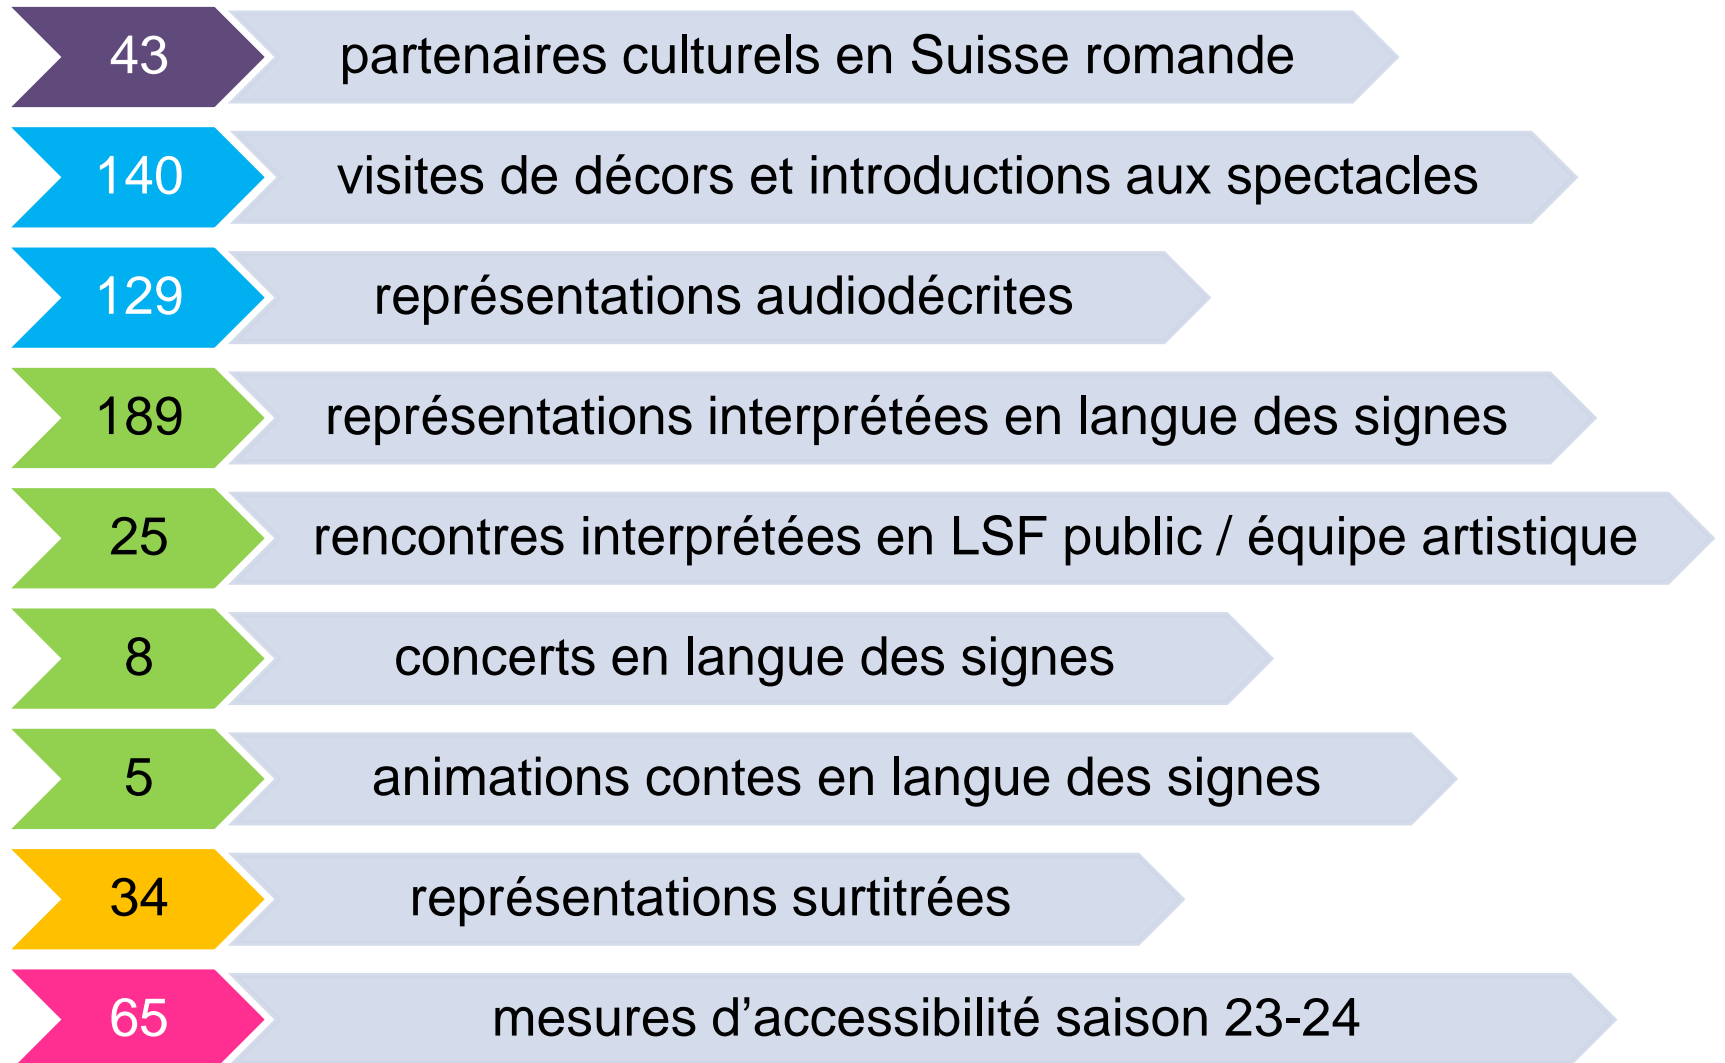 43 partenaires culturels en Suisse romande
140 visites de décors et introductions aux spectacles
129 représentations audiodécrites
189 représentations interprétées en langue des signes
25 rencontres interprétées en LSF public / équipe artistique
8 concerts en langue des signes
5 animations contes en langue des signes
34 représentations surtitrées
65 mesures d’accessibilité saison 23-24